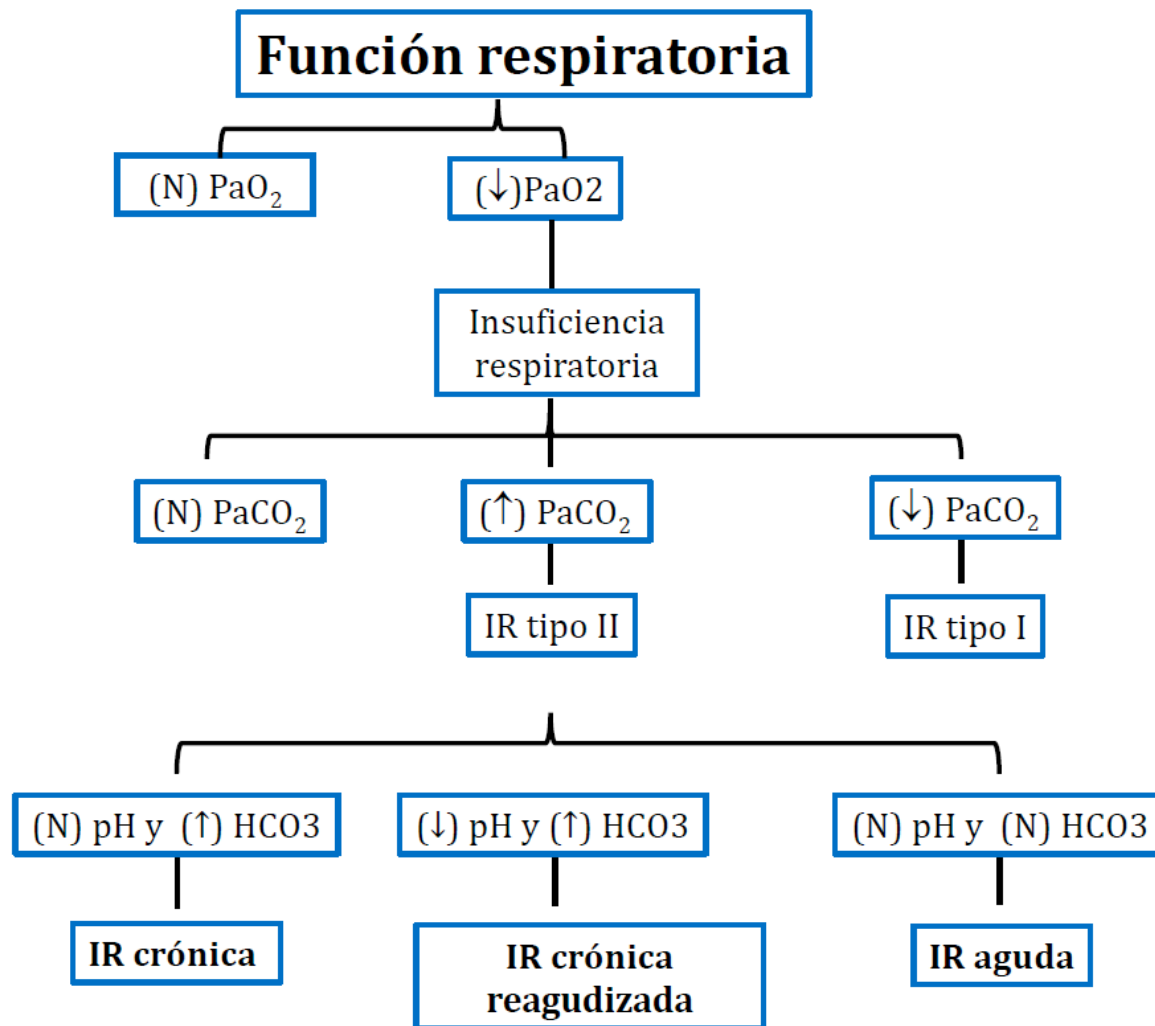 Función respiratoria
(N) PaO₂
(↓)PaO2
Insuficiencia
respiratoria
(N) PaCO₂
(↑) PaCO₂
(↓) PaCO₂
IR tipo II
IR tipo I
(N) pH y (↑) HCO3
(↓) pH y (↑) HCO3
(N) pH y (N) HCO3
IR crónica
IR crónica
reagudizada
IR aguda